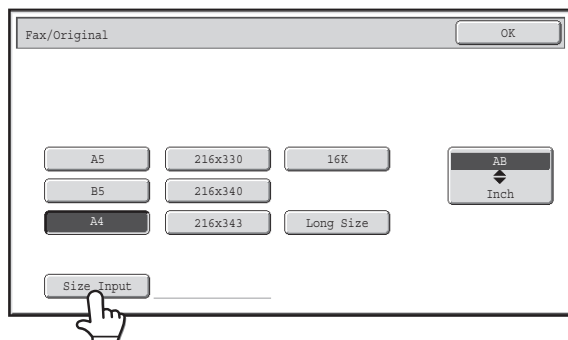 Fax/Original OK
A5 216x330 16K AB
B5 216x340 Inch
A4 216x343 Long Size
Size Input